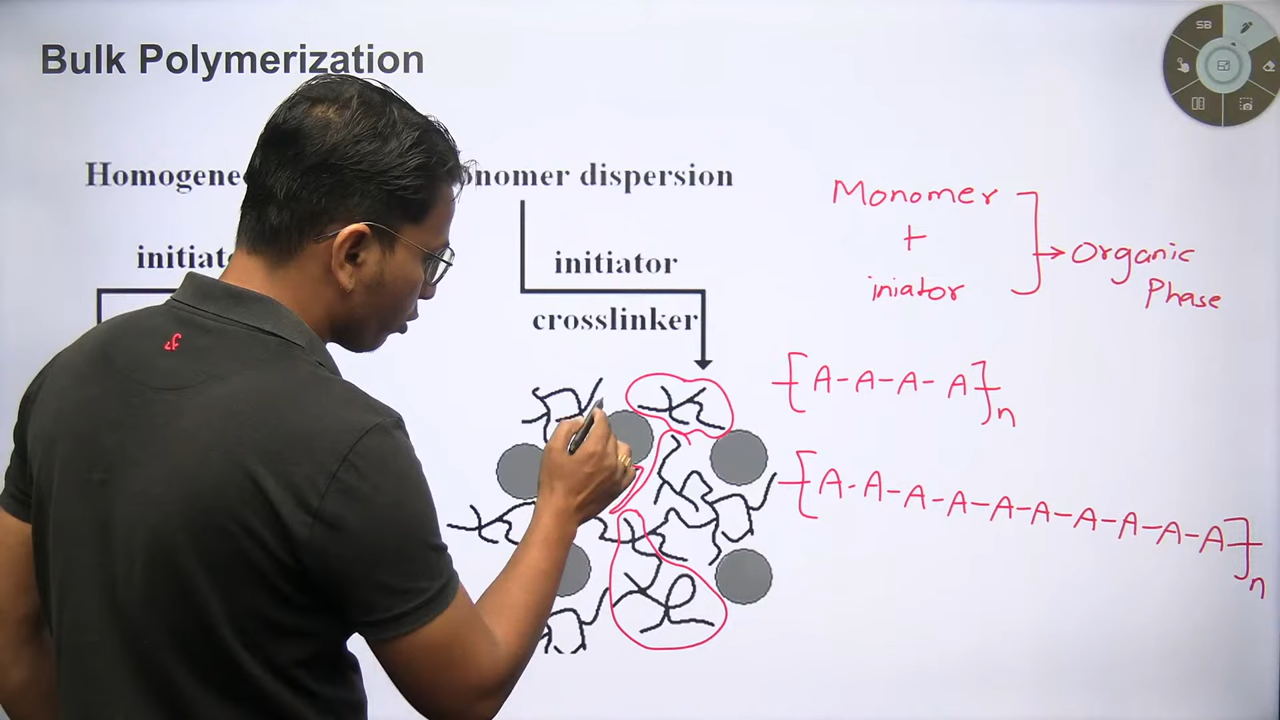 Bulk Polymerization
SB
Homogene
nomer dispersion
initiat
initiator
crosslinker
Monomer
+
iniator
Organic
Phase
[A-A-A-A]n
[A-A-A-A-A-A-A-A-A-A]n